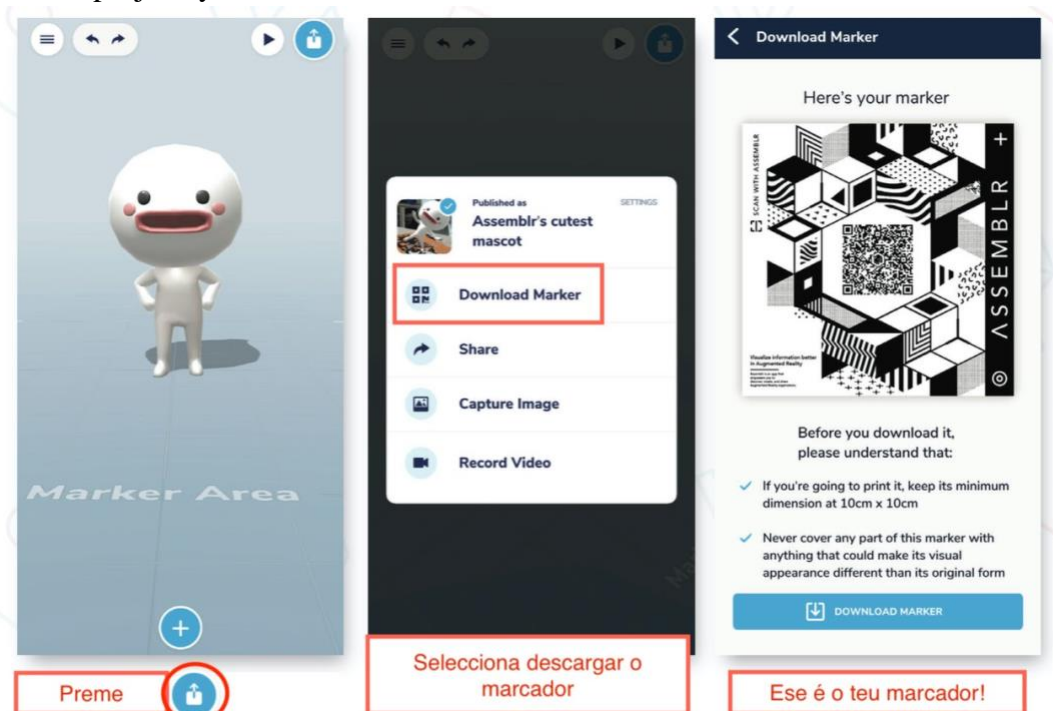 Marker Area
Preme
Published as
SETTINGS
Assemblr's cutest
mascot
Download Marker
Share
Capture Image
Record Video
Selecciona descargar o
marcador
Download Marker
Here's your marker
SCAN WITH ASSEMBLR
ASSEMBLR
Visualize information better
in Augmented Reality
Before you download it,
please understand that:
If you're going to print it, keep its minimum
dimension at 10cm x 10cm
Never cover any part of this marker with
anything that could make its visual
appearance different than its original form
DOWNLOAD MARKER
Ese é o teu marcador!